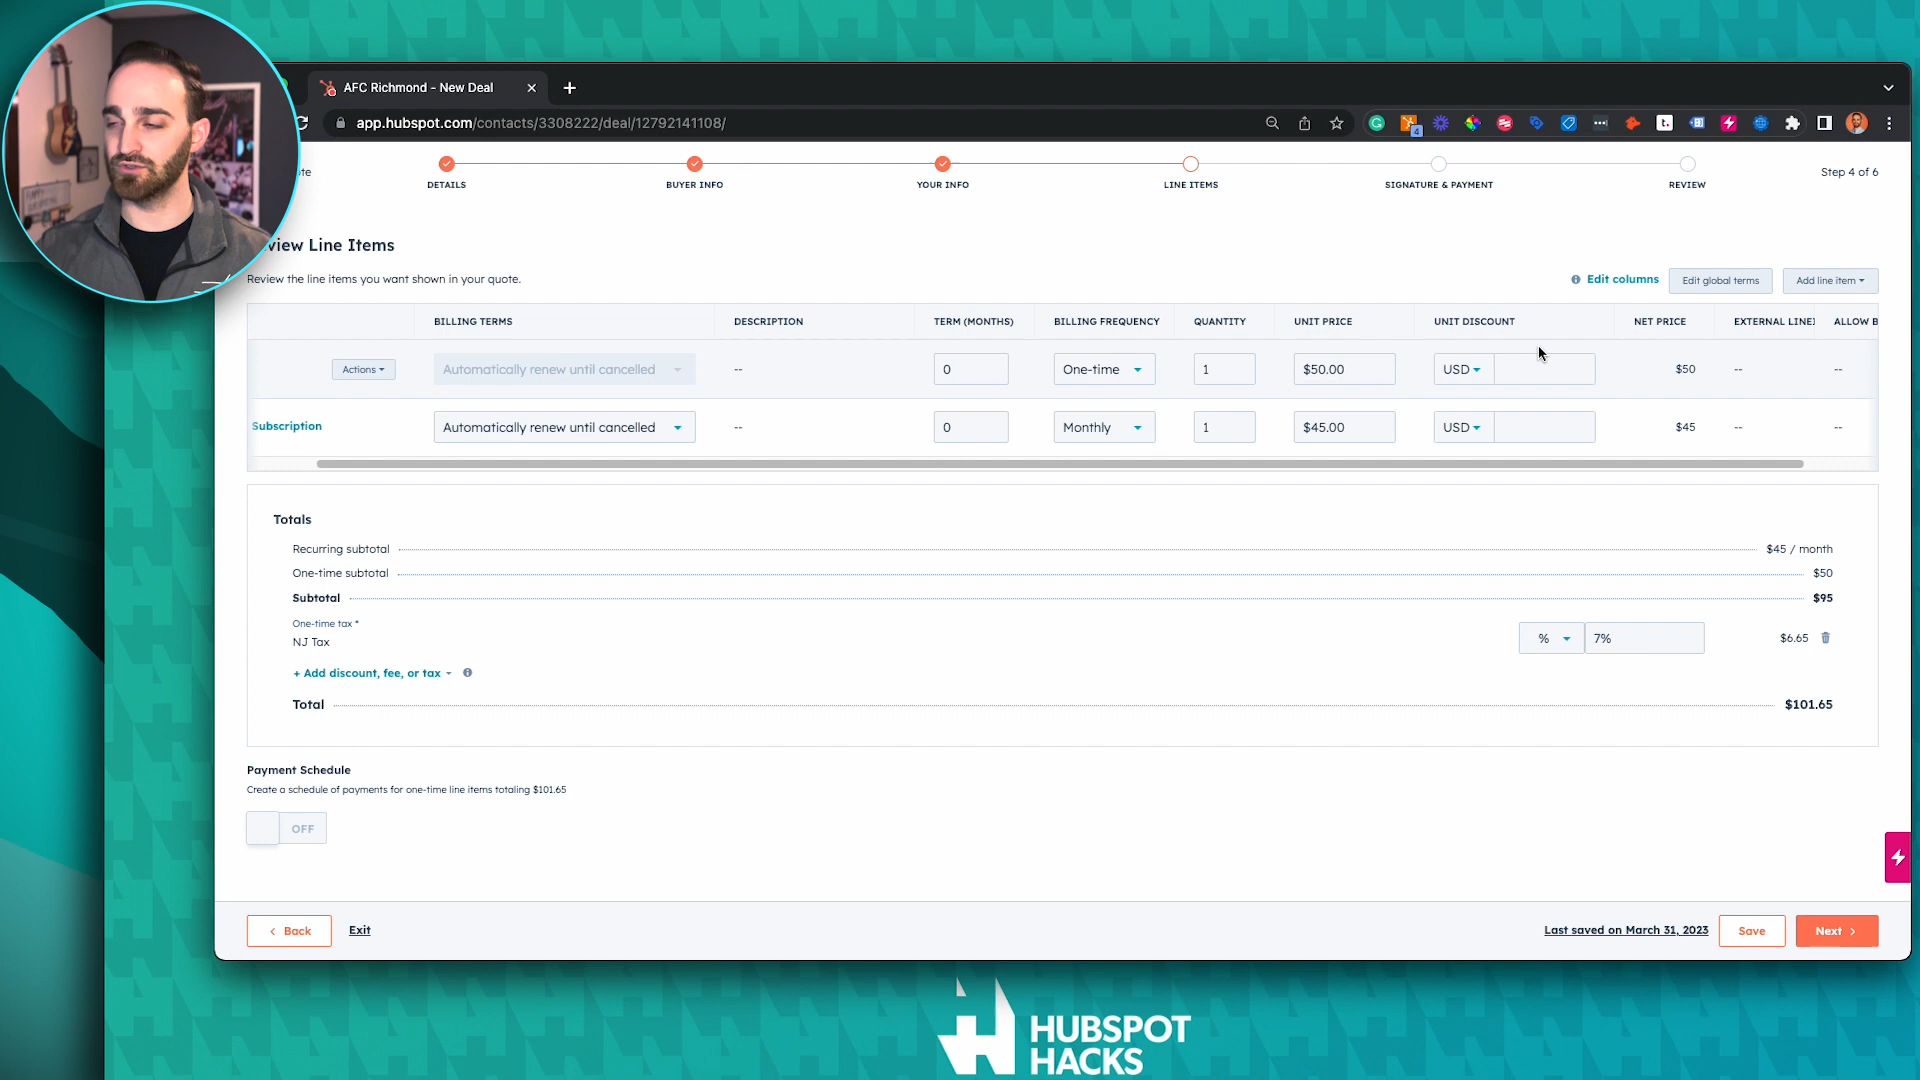 AFC Richmond - New Deal
app.hubspot.com/contacts/3308222/deal/12792141108/
4
t.
DETAILS
BUYER INFO
YOUR INFO
LINE ITEMS
SIGNATURE & PAYMENT
REVIEW
Step 4 of 6
view Line Items
Review the line items you want shown in your quote.
Edit columns
Edit global terms
Add line item
BILLING TERMS DESCRIPTION TERM (MONTHS) BILLING FREQUENCY QUANTITY UNIT PRICE UNIT DISCOUNT NET PRICE EXTERNAL LINE ALLOW B
Actions Automatically renew until cancelled -- 0 One-time 1 $50.00 USD $50 -- --
Subscription Automatically renew until cancelled -- 0 Monthly 1 $45.00 USD $45 -- --
Totals
Recurring subtotal $45 / month
One-time subtotal $50
Subtotal $95
One-time tax *
NJ Tax % 7% $6.65
+ Add discount, fee, or tax
Total $101.65
Payment Schedule
Create a schedule of payments for one-time line items totaling $101.65
OFF
Back
Exit
Last saved on March 31, 2023
Save
Next
HUBSPOT
HACKS